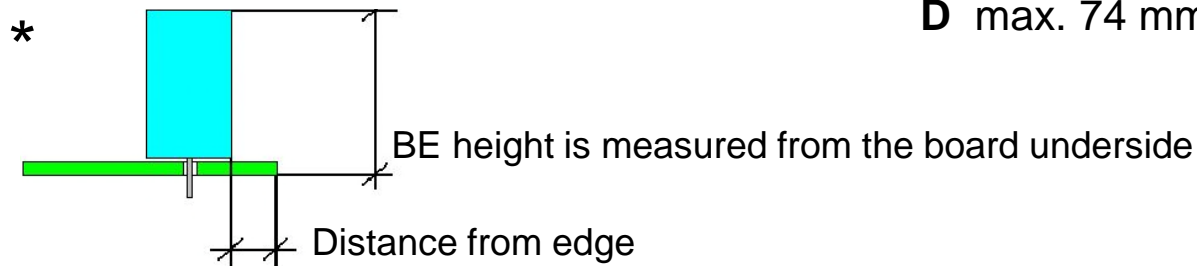 *
D max. 74 mm
BE height is measured from the board underside
Distance from edge